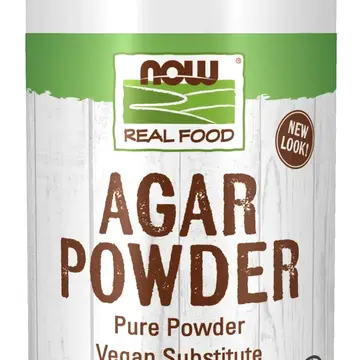 now®
REAL FOOD
NEW
LOOK!
AGAR
POWDER
Pure Powder
Vegan Substitute